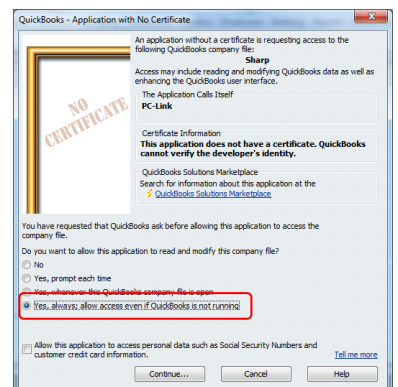 QuickBooks - Application with No Certificate
An application without a certificate is requesting access to the
following QuickBooks company file:
Sharp
Access may include reading and modifying QuickBooks data as well as
enhancing the QuickBooks user interface.
The Application Calls Itself
PC-Link
NO
CERTIFICATE
Certificate Information
This application does not have a certificate. QuickBooks
cannot verify the developer's identity.
QuickBooks Solutions Marketplace
Search for information about this application at the
QuickBooks Solutions Marketplace
You have requested that QuickBooks ask before allowing this application to access the
company file.
Do you want to allow this application to read and modify this company file?
No
Yes, prompt each time
Yes, whenever this QuickBooks company file is open
Yes, always; allow access even if QuickBooks is not running
Allow this application to access personal data such as Social Security Numbers and
customer credit card information.
Tell me more
Continue...
Cancel
Help